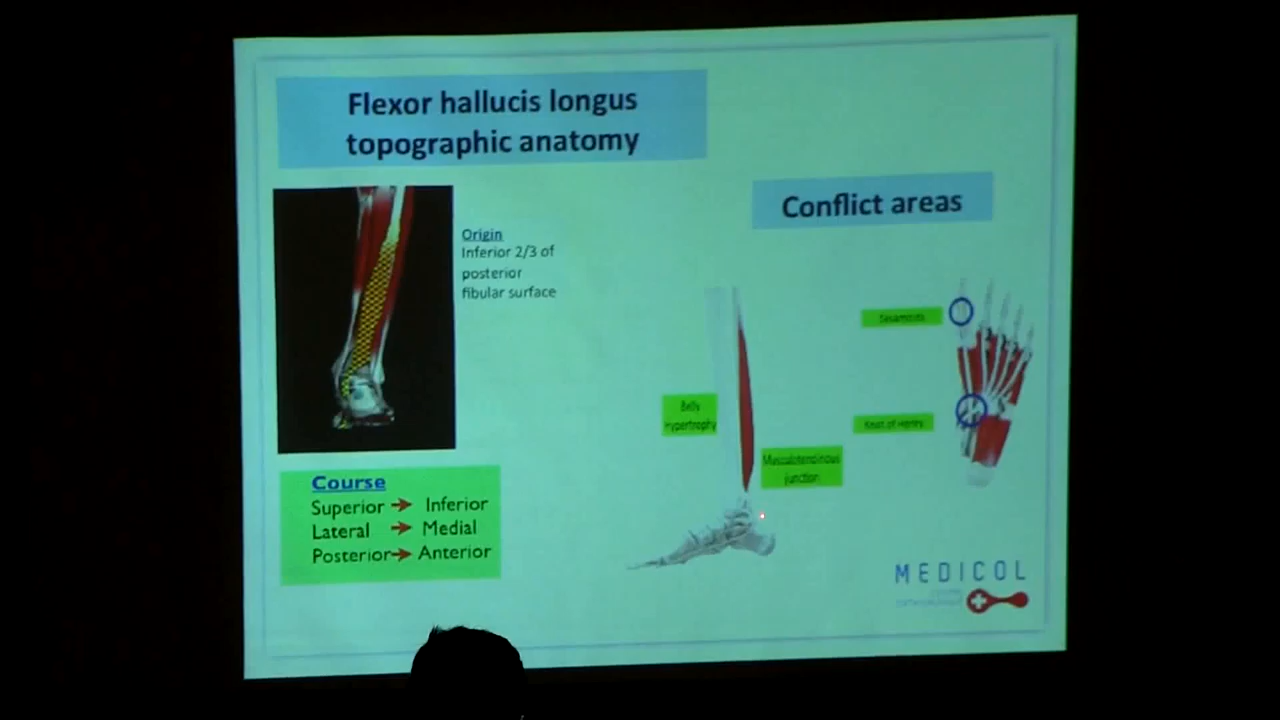 Flexor hallucis longus
topographic anatomy
Conflict areas
Origin
Inferior 2/3 of
posterior
fibular surface
Sesamoids
Belly
Hypertrophy
Knot of Henry
Musculotendinous
junction
Course
Superior → Inferior
Lateral → Medial
Posterior → Anterior
MEDICOL